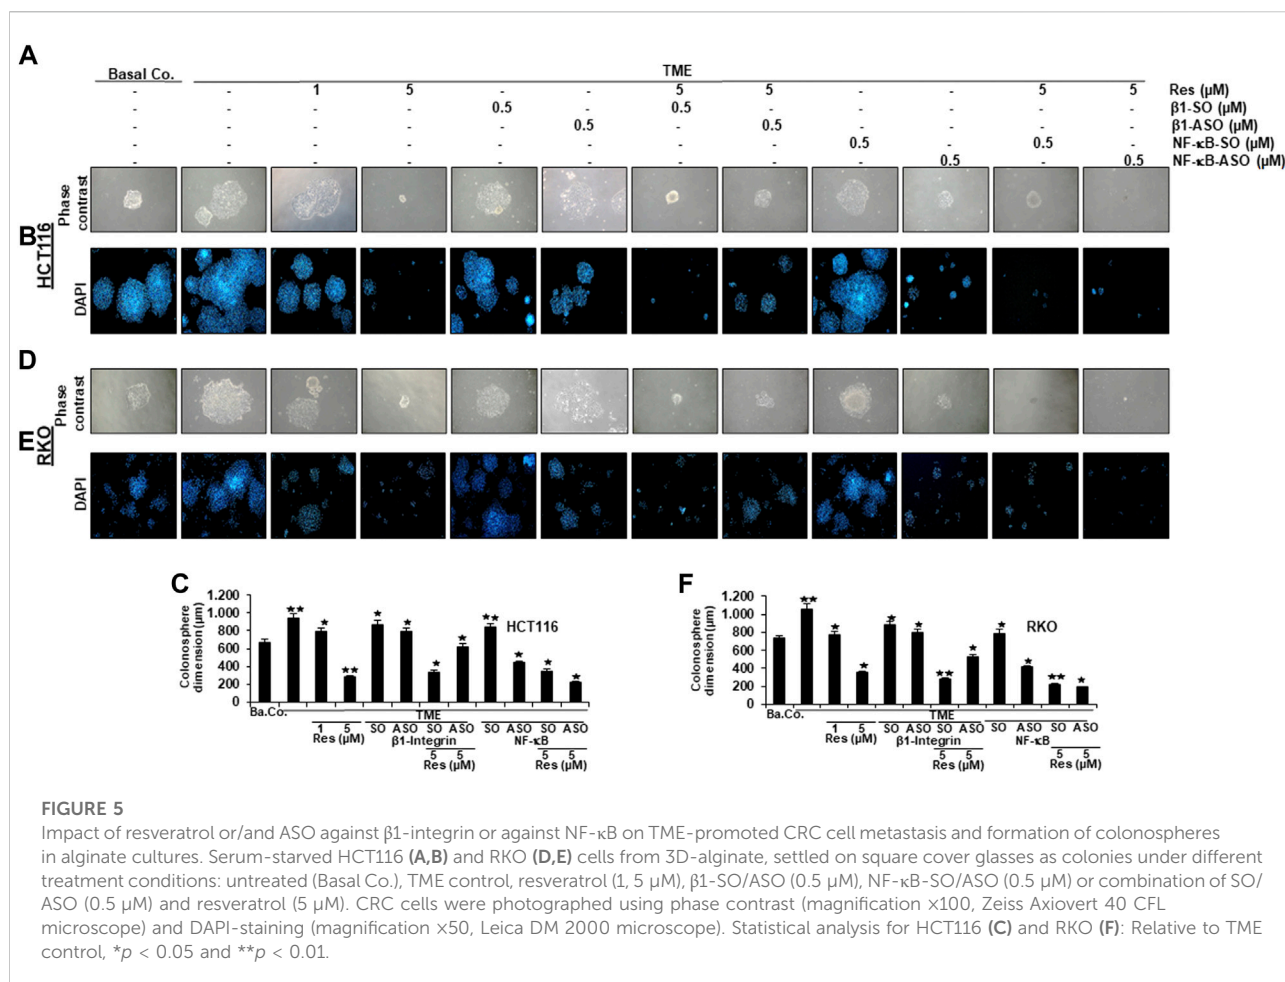 A
Basal Co. TME
- - 1 5 - - 5 5 - - 5 5 Res (µM)
- - - - 0.5 - 0.5 - - - - - β1-SO (µM)
- - - - - 0.5 - 0.5 - - - - β1-ASO (µM)
- - - - - - - - 0.5 - 0.5 - NF-κB-SO (µM)
- - - - - - - - - 0.5 - 0.5 NF-κB-ASO (µM)
Phase
contrast
B
HCT116
DAPI
D
Phase
contrast
E
RKO
DAPI
C
Colonosphere
dimension (µm)
1.200
1.000
800
600
400
200
0
HCT116
★★ ★ ★★ ★ ★ ★ ★ ★★ ★ ★ ★
Ba.Co. TME
1 5 SO ASO SO ASO SO ASO SO ASO
Res (µM) β1-Integrin NF-κB
5 5 5 5
Res (µM) Res (µM)
F
Colonosphere
dimension (µm)
1.200
1.000
800
600
400
200
0
RKO
★★ ★ ★ ★ ★ ★★ ★ ★ ★ ★★ ★
Ba.Co. TME
1 5 SO ASO SO ASO SO ASO SO ASO
Res (µM) β1-Integrin NF-κB
5 5 5 5
Res (µM) Res (µM)
FIGURE 5
Impact of resveratrol or/and ASO against β1-integrin or against NF-κB on TME-promoted CRC cell metastasis and formation of colonospheres
in alginate cultures. Serum-starved HCT116 (A,B) and RKO (D,E) cells from 3D-alginate, settled on square cover glasses as colonies under different
treatment conditions: untreated (Basal Co.), TME control, resveratrol (1, 5 µM), β1-SO/ASO (0.5 µM), NF-κB-SO/ASO (0.5 µM) or combination of SO/
ASO (0.5 µM) and resveratrol (5 µM). CRC cells were photographed using phase contrast (magnification ×100, Zeiss Axiovert 40 CFL
microscope) and DAPI-staining (magnification ×50, Leica DM 2000 microscope). Statistical analysis for HCT116 (C) and RKO (F): Relative to TME
control, *p < 0.05 and **p < 0.01.